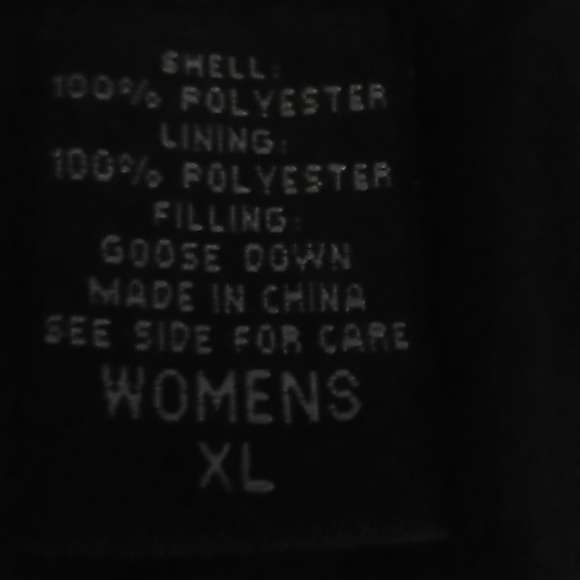 SHELL:
100% POLYESTER
LINING:
100% POLYESTER
FILLING:
GOOSE DOWN
MADE IN CHINA
SEE SIDE FOR CARE
WOMENS
XL